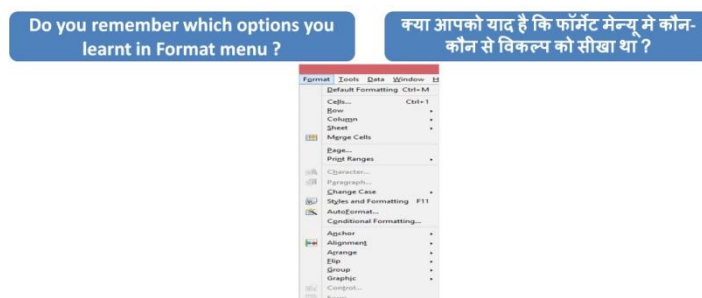 Do you remember which options you
learnt in Format menu ?
क्या आपको याद है कि फॉर्मेट मेन्यू मे कौन-
कौन से विकल्प को सीखा था ?
Format Tools Data Window H
Default Formatting Ctrl+M
Cells... Ctrl+1
Row
Column
Sheet
Merge Cells
Page...
Print Ranges
Character...
Paragraph...
Change Case
Styles and Formatting F11
AutoFormat...
Conditional Formatting...
Anchor
Alignment
Arrange
Flip
Group
Graphic
Control...